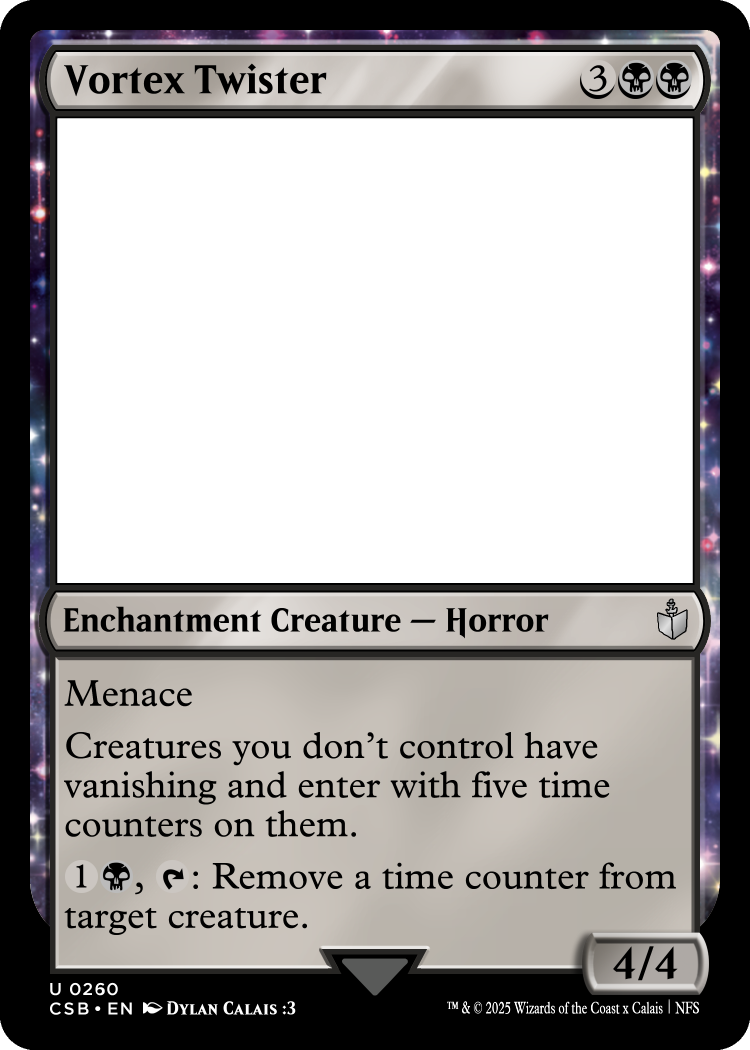 Vortex Twister 3
Enchantment Creature — Horror
Menace
Creatures you don't control have
vanishing and enter with five time
counters on them.
1, : Remove a time counter from
target creature.
4/4
U 0260
CSB • EN Dylan Calais :3
™ & © 2025 Wizards of the Coast x Calais | NFS